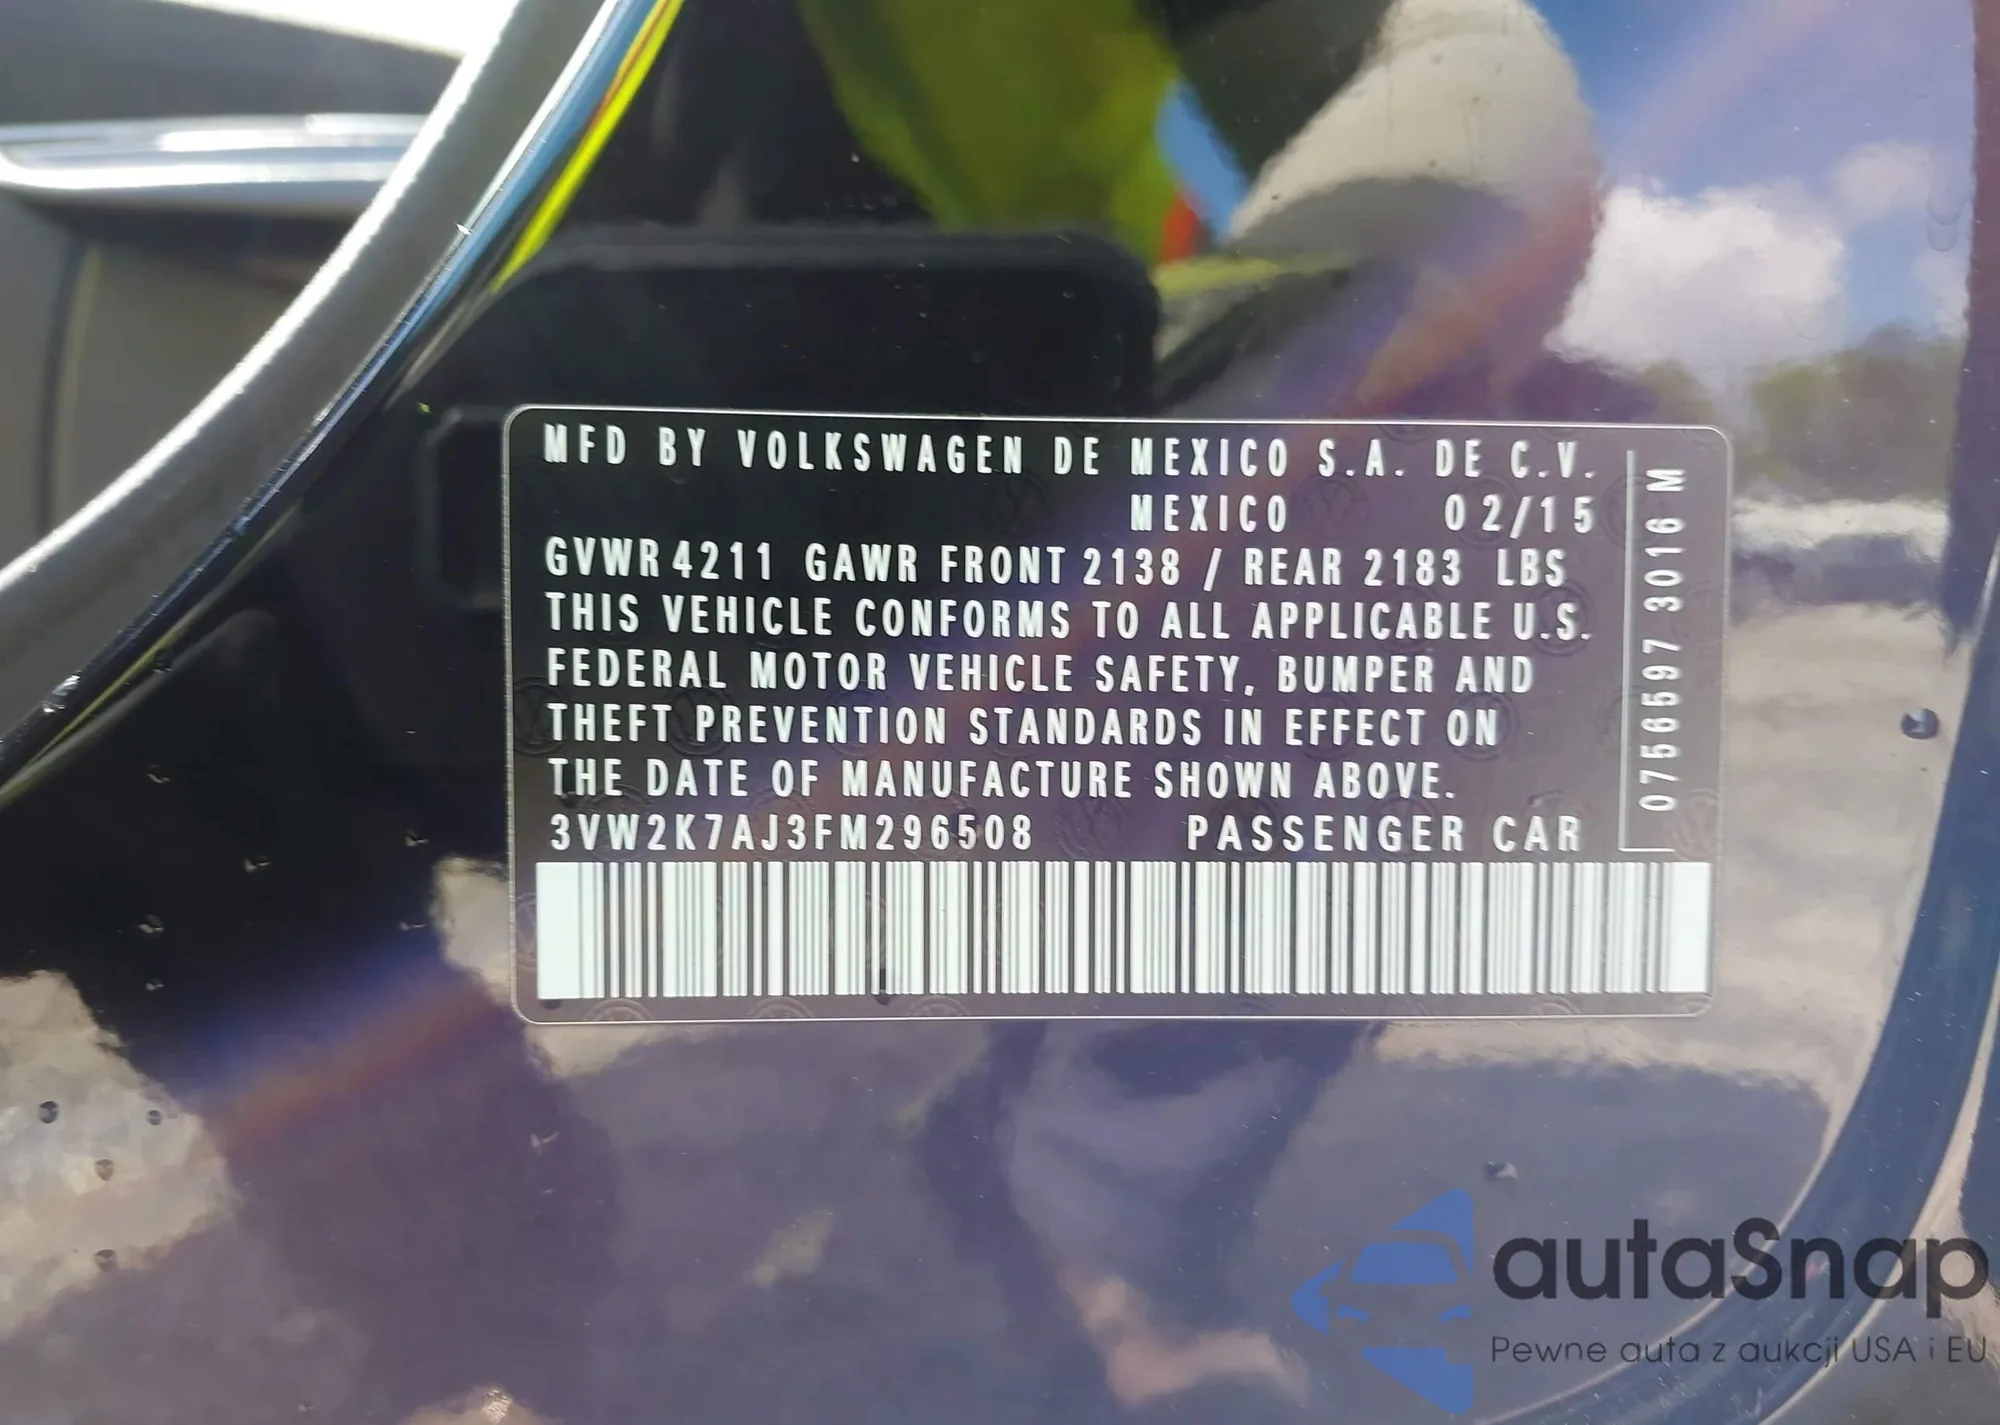 MFD BY VOLKSWAGEN DE MEXICO S.A. DE C.V.
MEXICO 02/15
GVWR 4211 GAWR FRONT 2138 / REAR 2183 LBS
THIS VEHICLE CONFORMS TO ALL APPLICABLE U.S.
FEDERAL MOTOR VEHICLE SAFETY, BUMPER AND
THEFT PREVENTION STANDARDS IN EFFECT ON
THE DATE OF MANUFACTURE SHOWN ABOVE.
3VW2K7AJ3FM296508 PASSENGER CAR
0756597 3016 M
autaSnap
Pewne auta z aukcji USA i EU